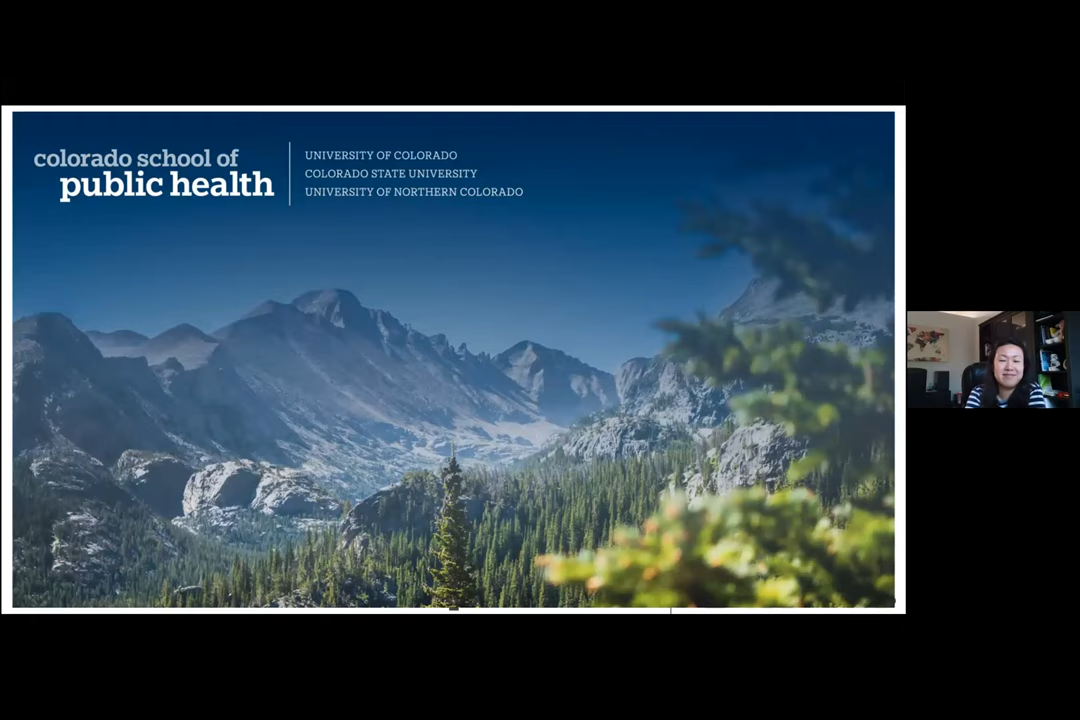 colorado school of
public health
UNIVERSITY OF COLORADO
COLORADO STATE UNIVERSITY
UNIVERSITY OF NORTHERN COLORADO